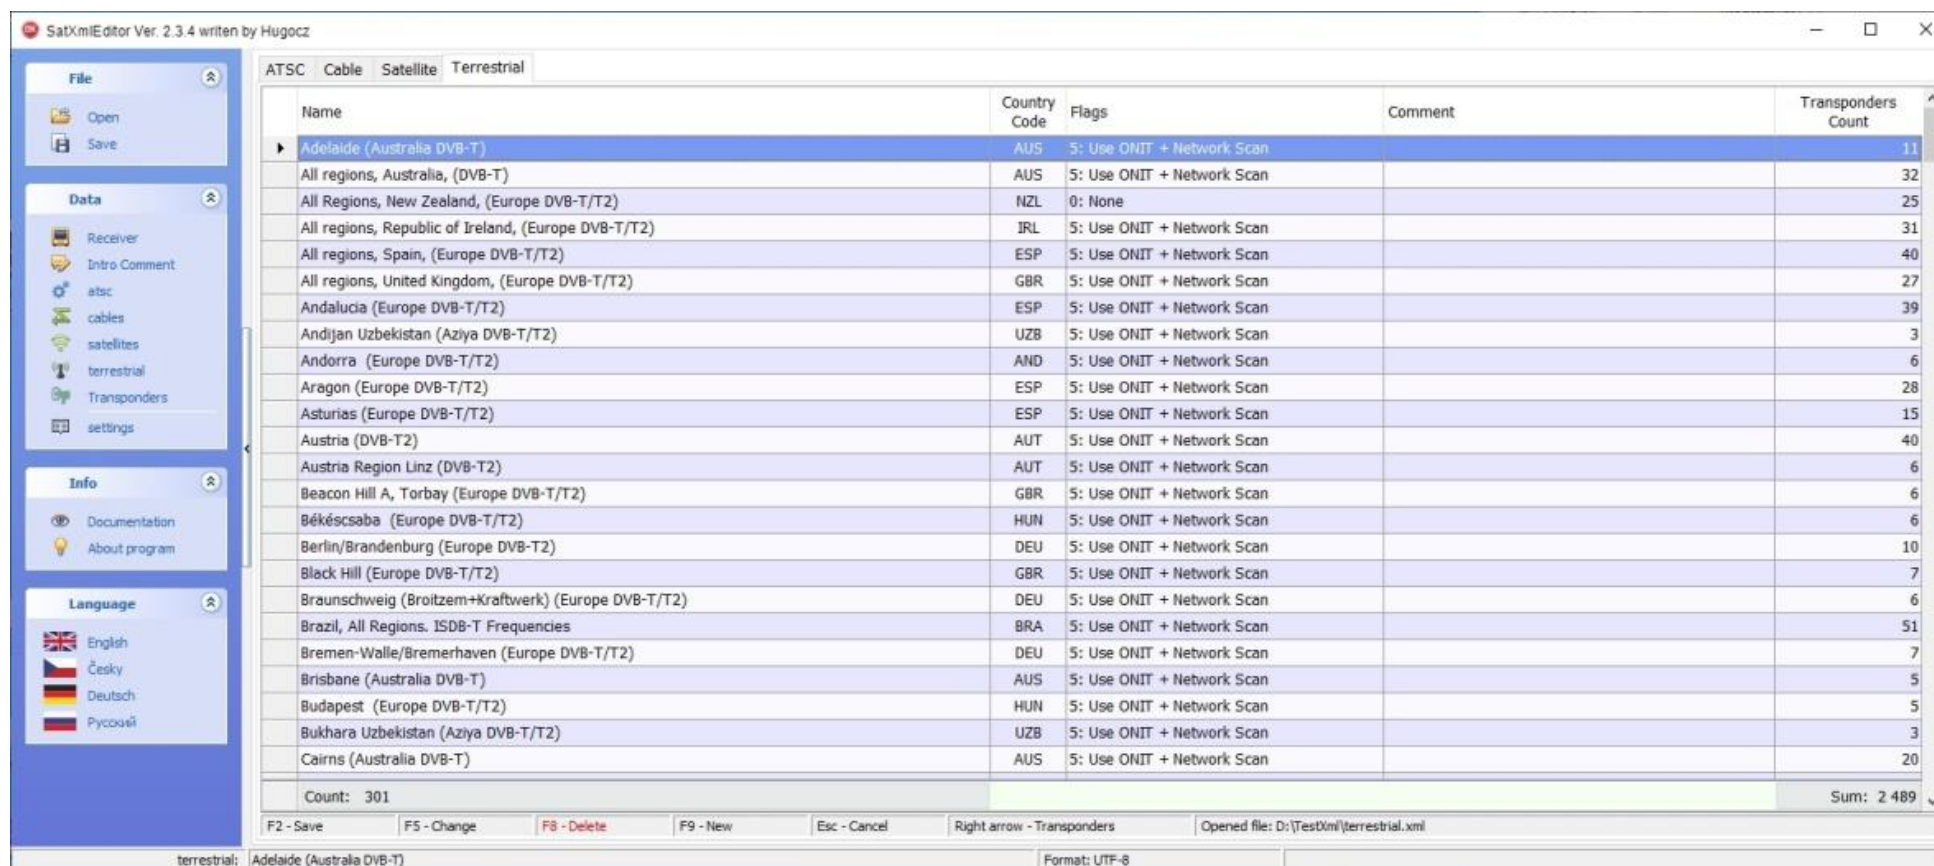 SatXmlEditor Ver. 2.3.4 writen by Hugocz
File
Open
Save
Data
Receiver
Intro Comment
atsc
cables
satellites
terrestrial
Transponders
settings
Info
Documentation
About program
Language
English
Česky
Deutsch
Русский
ATSC Cable Satellite Terrestrial
Name Country Code Flags Comment Transponders Count
Adelaide (Australia DVB-T) AUS 5: Use ONIT + Network Scan 11
All regions, Australia, (DVB-T) AUS 5: Use ONIT + Network Scan 32
All Regions, New Zealand, (Europe DVB-T/T2) NZL 0: None 25
All regions, Republic of Ireland, (Europe DVB-T/T2) IRL 5: Use ONIT + Network Scan 31
All regions, Spain, (Europe DVB-T/T2) ESP 5: Use ONIT + Network Scan 40
All regions, United Kingdom, (Europe DVB-T/T2) GBR 5: Use ONIT + Network Scan 27
Andalucia (Europe DVB-T/T2) ESP 5: Use ONIT + Network Scan 39
Andijan Uzbekistan (Aziya DVB-T/T2) UZB 5: Use ONIT + Network Scan 3
Andorra (Europe DVB-T/T2) AND 5: Use ONIT + Network Scan 6
Aragon (Europe DVB-T/T2) ESP 5: Use ONIT + Network Scan 28
Asturias (Europe DVB-T/T2) ESP 5: Use ONIT + Network Scan 15
Austria (DVB-T2) AUT 5: Use ONIT + Network Scan 40
Austria Region Linz (DVB-T2) AUT 5: Use ONIT + Network Scan 6
Beacon Hill A, Torbay (Europe DVB-T/T2) GBR 5: Use ONIT + Network Scan 6
Békéscsaba (Europe DVB-T/T2) HUN 5: Use ONIT + Network Scan 6
Berlin/Brandenburg (Europe DVB-T2) DEU 5: Use ONIT + Network Scan 10
Black Hill (Europe DVB-T/T2) GBR 5: Use ONIT + Network Scan 7
Braunschweig (Broitzem+Kraftwerk) (Europe DVB-T/T2) DEU 5: Use ONIT + Network Scan 6
Brazil, All Regions. ISDB-T Frequencies BRA 5: Use ONIT + Network Scan 51
Bremen-Walle/Bremerhaven (Europe DVB-T/T2) DEU 5: Use ONIT + Network Scan 7
Brisbane (Australia DVB-T) AUS 5: Use ONIT + Network Scan 5
Budapest (Europe DVB-T/T2) HUN 5: Use ONIT + Network Scan 5
Bukhara Uzbekistan (Aziya DVB-T/T2) UZB 5: Use ONIT + Network Scan 3
Cairns (Australia DVB-T) AUS 5: Use ONIT + Network Scan 20
Count: 301 Sum: 2 489
F2 - Save F5 - Change F8 - Delete F9 - New Esc - Cancel Right arrow - Transponders Opened file: D:\TestXml\terrestrial.xml
terrestrial: Adelaide (Australia DVB-T) Format: UTF-8